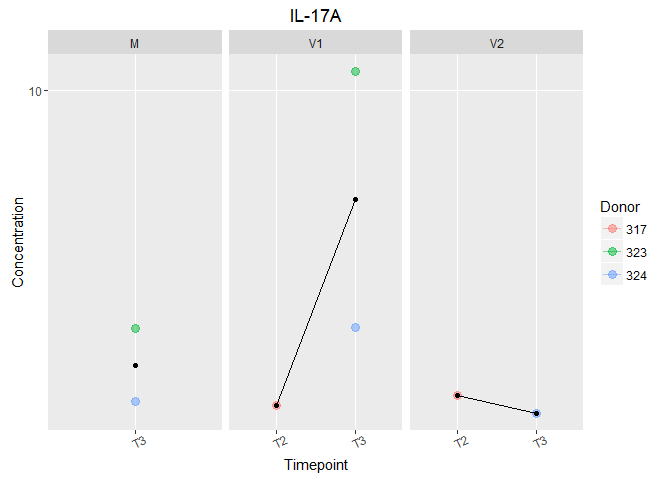 IL-17A
M V1 V2
10
Concentration
T3 T2 T3 T2 T3
Timepoint
Donor
317
323
324